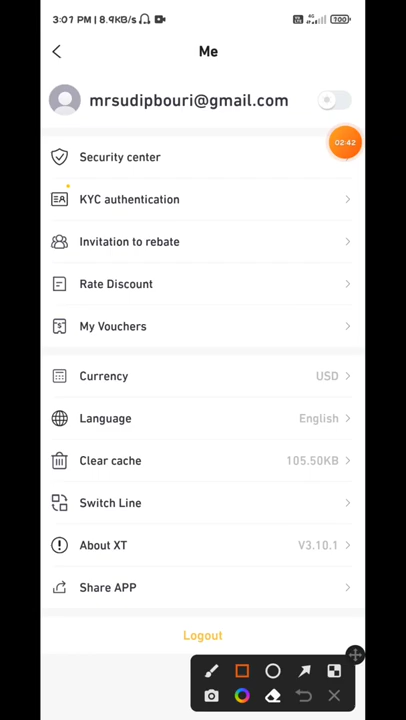 3:07 PM | 8.9KB/s
4G
700
Me
mrsudipbouri@gmail.com
02:42
Security center
KYC authentication
Invitation to rebate
Rate Discount
My Vouchers
Currency USD
Language English
Clear cache 105.50KB
Switch Line
About XT V3.10.1
Share APP
Logout